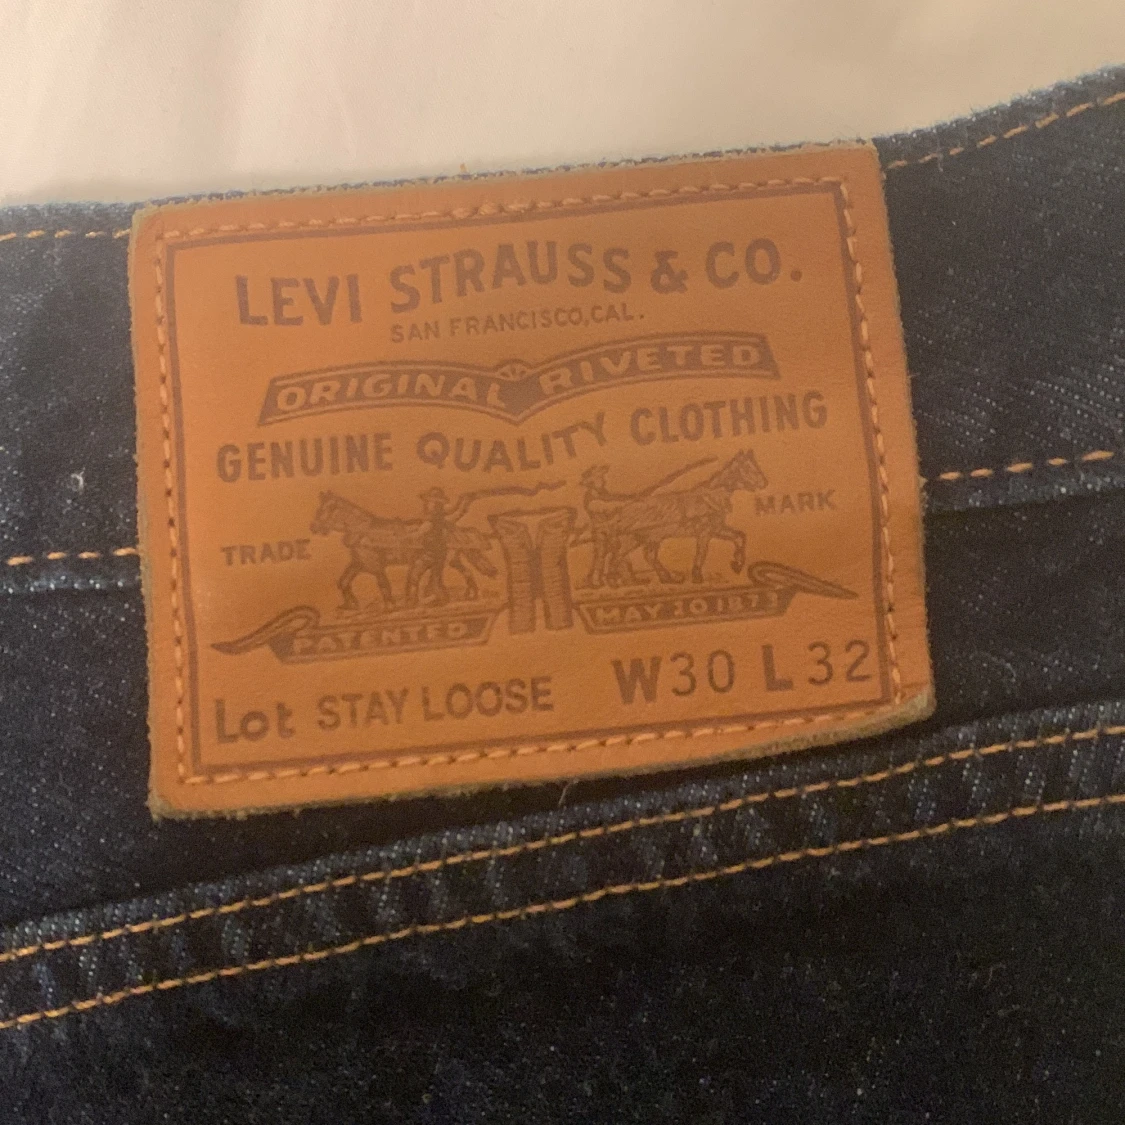 LEVI STRAUSS & CO.
SAN FRANCISCO, CAL.
ORIGINAL RIVETED
GENUINE QUALITY CLOTHING
TRADE MARK
PATENTED MAY 20 1873
Lot STAY LOOSE W30 L 32